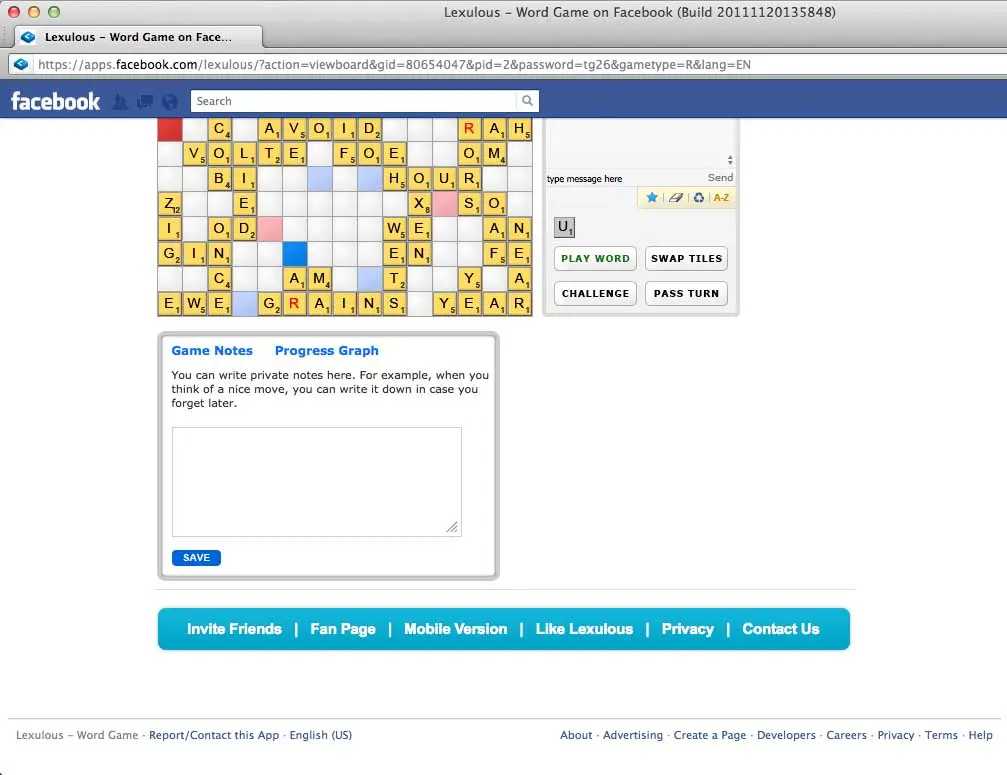 Lexulous – Word Game on Facebook (Build 20111120135848)
Lexulous – Word Game on Face...
https://apps.facebook.com/lexulous/?action=viewboard&gid=80654047&pid=2&password=tg26&gametype=R&lang=EN
facebook Search
C4 A1 V5 O1 I1 D2 R A1 H5
V5 O1 L1 T2 E1 F5 O1 E1 O1 M4
B4 I1 H5 O1 U1 R1
Z12 E1 X8 S1 O1
I1 O1 D2 W5 E1 A1 N1
G2 I1 N1 E1 N1 F5 E1
C4 A1 M4 T2 Y5 A1
E1 W5 E1 G2 R A1 I1 N1 S1 Y5 E1 A1 R1
type message here Send
A-Z
U1
PLAY WORD SWAP TILES
CHALLENGE PASS TURN
Game Notes Progress Graph
You can write private notes here. For example, when you
think of a nice move, you can write it down in case you
forget later.
SAVE
Invite Friends | Fan Page | Mobile Version | Like Lexulous | Privacy | Contact Us
Lexulous – Word Game · Report/Contact this App · English (US)
About · Advertising · Create a Page · Developers · Careers · Privacy · Terms · Help